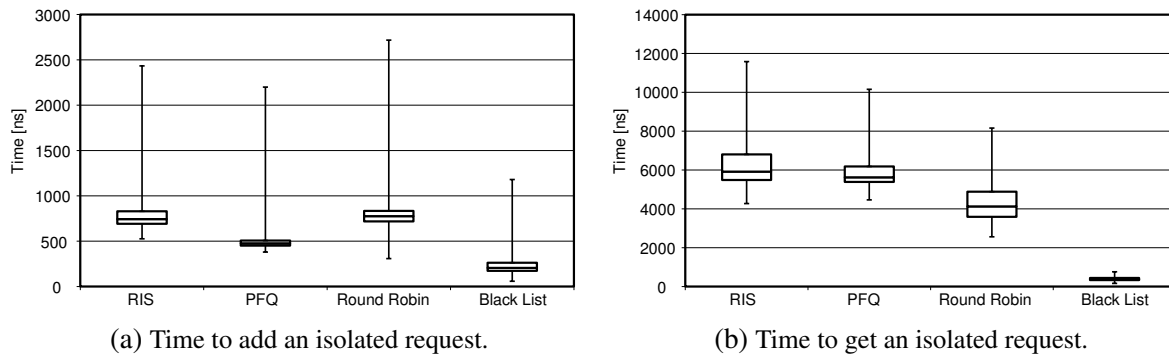 3000
2500
2000
1500
1000
500
0
Time [ns]
RIS PFQ Round Robin Black List
(a) Time to add an isolated request.
14000
12000
10000
8000
6000
4000
2000
0
Time [ns]
RIS PFQ Round Robin Black List
(b) Time to get an isolated request.